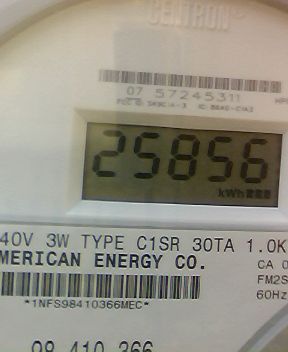 CENTRON
07 57245311
25856
kWh
40V 3W TYPE C1SR 30TA 1.0K
MERICAN ENERGY CO.
CA 0
FM2S
60Hz
*1NFS98410366MEC*
98 410 366